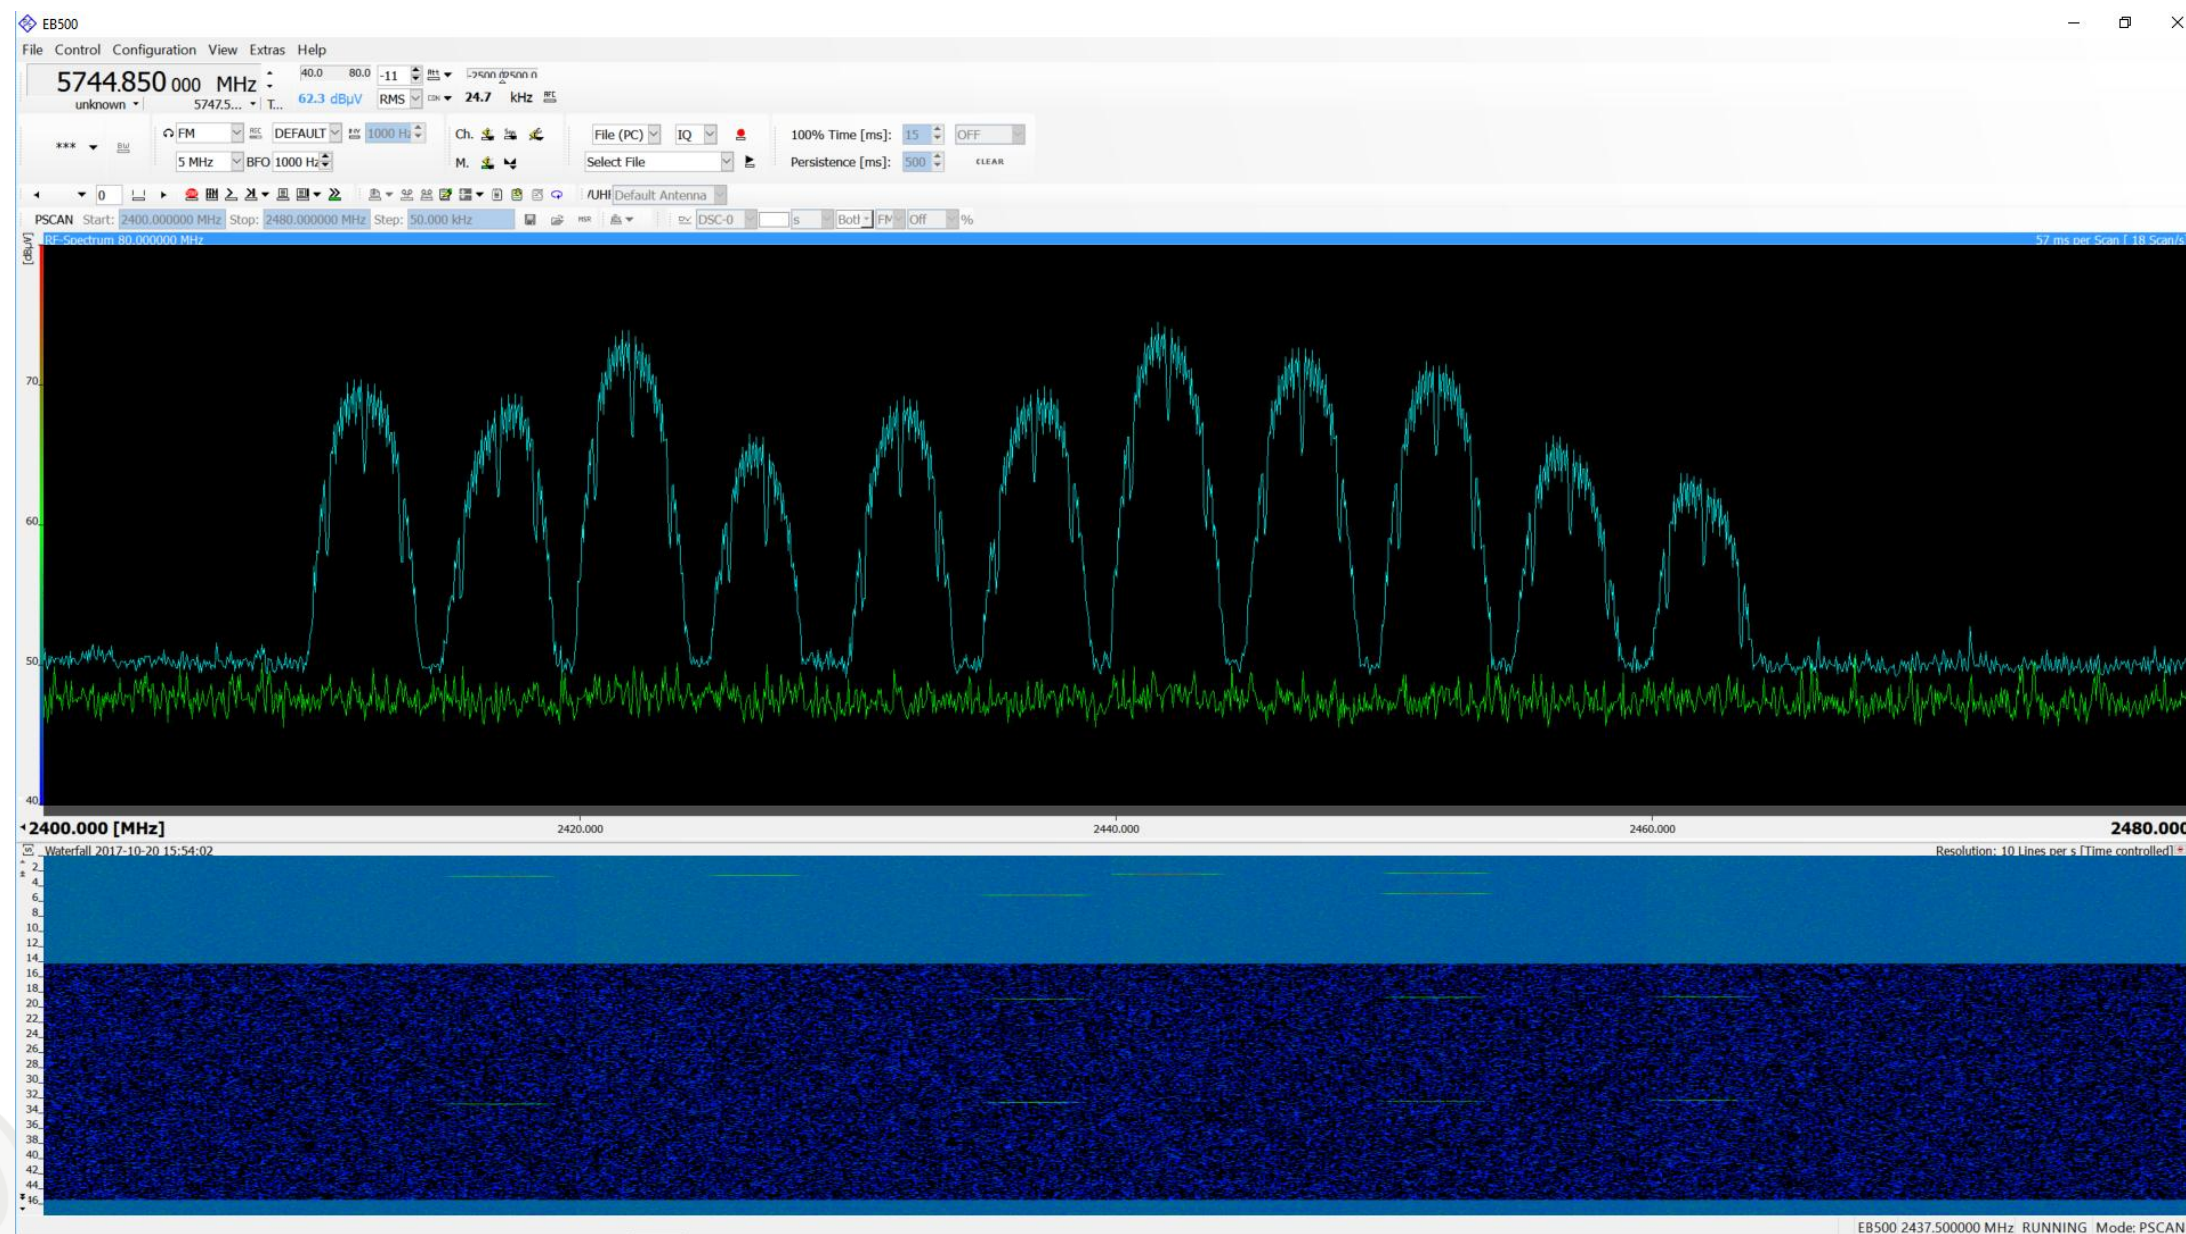 EB500
File Control Configuration View Extras Help
5744.850 000 MHz
40.0 80.0 -11 Att
unknown 5747.5... T... 62.3 dBµV RMS 24.7 kHz
FM DEFAULT 1000 Hz Ch. File (PC) IQ 100% Time [ms]: 15 OFF
*** BW
5 MHz BFO 1000 Hz M. Select File Persistence [ms]: 500 CLEAR
0 Default Antenna
PSCAN Start: 2400.000000 MHz Stop: 2480.000000 MHz Step: 50.000 kHz DSC-0 s Off %
[dBµV] RF-Spectrum 80.000000 MHz 57 ms per Scan [ 18 Scan/s
70
60
50
40
2400.000 [MHz] 2420.000 2440.000 2460.000 2480.000
[s] Waterfall 2017-10-20 15:54:02 Resolution: 10 Lines per s [Time controlled]
2
4
6
8
10
12
14
16
18
20
22
24
26
28
30
32
34
36
38
40
42
44
EB500 2437.500000 MHz RUNNING Mode: PSCAN